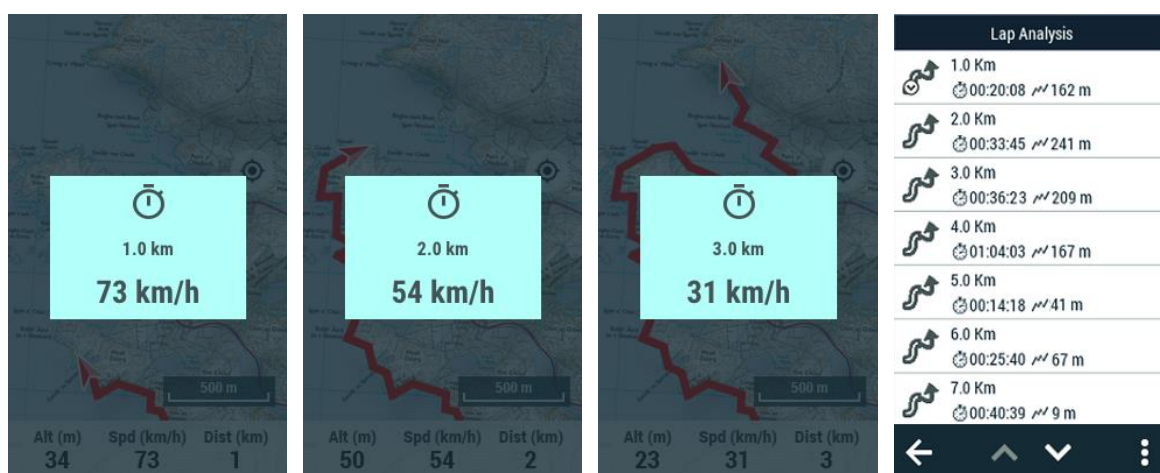 1.0 km
73 km/h
500 m
Alt (m) Spd (km/h) Dist (km)
34 73 1
2.0 km
54 km/h
500 m
Alt (m) Spd (km/h) Dist (km)
50 54 2
3.0 km
31 km/h
500 m
Alt (m) Spd (km/h) Dist (km)
23 31 3
Lap Analysis
1.0 Km
00:20:08 162 m
2.0 Km
00:33:45 241 m
3.0 Km
00:36:23 209 m
4.0 Km
01:04:03 167 m
5.0 Km
00:14:18 41 m
6.0 Km
00:25:40 67 m
7.0 Km
00:40:39 9 m